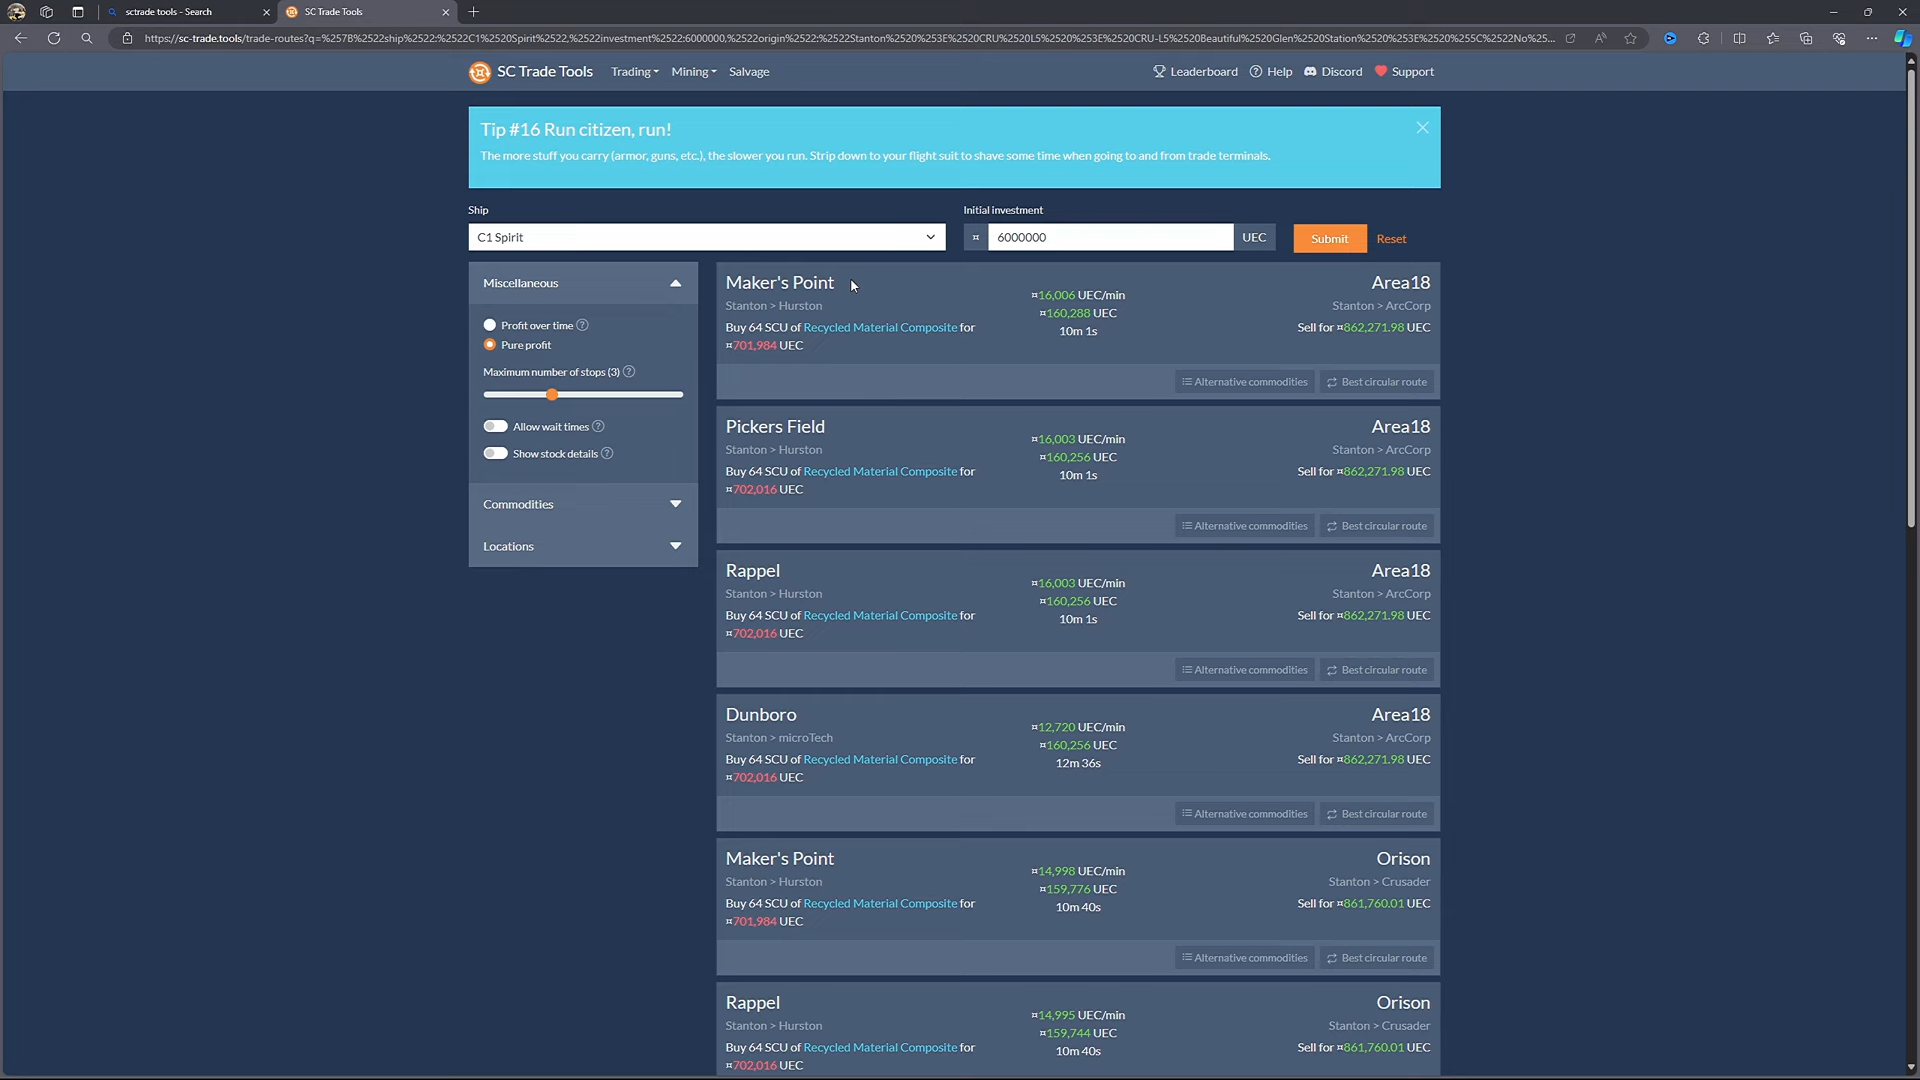 sctrade tools - Search
SC Trade Tools
https://sc-trade.tools/trade-routes?q=%257B%2522ship%2522:%2522C1%2520Spirit%2522,%2522investment%2522:6000000,%2522origin%2522:%2522Stanton%2520%253E%2520CRU%2520L5%2520%253E%2520CRU-L5%2520Beautiful%2520Glen%2520Station%2520%253E%2520%255C%2522No%25...
SC Trade Tools
Trading
Mining
Salvage
Leaderboard
Help
Discord
Support
Tip #16 Run citizen, run!
The more stuff you carry (armor, guns, etc.), the slower you run. Strip down to your flight suit to shave some time when going to and from trade terminals.
Ship
Initial investment
C1 Spirit
¤ 6000000 UEC
Submit
Reset
Miscellaneous
Profit over time
Pure profit
Maximum number of stops (3)
Allow wait times
Show stock details
Commodities
Locations
Maker's Point
Stanton > Hurston
Buy 64 SCU of Recycled Material Composite for
¤701,984 UEC
¤16,006 UEC/min
¤160,288 UEC
10m 1s
Area18
Stanton > ArcCorp
Sell for ¤862,271.98 UEC
Alternative commodities
Best circular route
Pickers Field
Stanton > Hurston
Buy 64 SCU of Recycled Material Composite for
¤702,016 UEC
¤16,003 UEC/min
¤160,256 UEC
10m 1s
Area18
Stanton > ArcCorp
Sell for ¤862,271.98 UEC
Alternative commodities
Best circular route
Rappel
Stanton > Hurston
Buy 64 SCU of Recycled Material Composite for
¤702,016 UEC
¤16,003 UEC/min
¤160,256 UEC
10m 1s
Area18
Stanton > ArcCorp
Sell for ¤862,271.98 UEC
Alternative commodities
Best circular route
Dunboro
Stanton > microTech
Buy 64 SCU of Recycled Material Composite for
¤702,016 UEC
¤12,720 UEC/min
¤160,256 UEC
12m 36s
Area18
Stanton > ArcCorp
Sell for ¤862,271.98 UEC
Alternative commodities
Best circular route
Maker's Point
Stanton > Hurston
Buy 64 SCU of Recycled Material Composite for
¤701,984 UEC
¤14,998 UEC/min
¤159,776 UEC
10m 40s
Orison
Stanton > Crusader
Sell for ¤861,760.01 UEC
Alternative commodities
Best circular route
Rappel
Stanton > Hurston
Buy 64 SCU of Recycled Material Composite for
¤702,016 UEC
¤14,995 UEC/min
¤159,744 UEC
10m 40s
Orison
Stanton > Crusader
Sell for ¤861,760.01 UEC